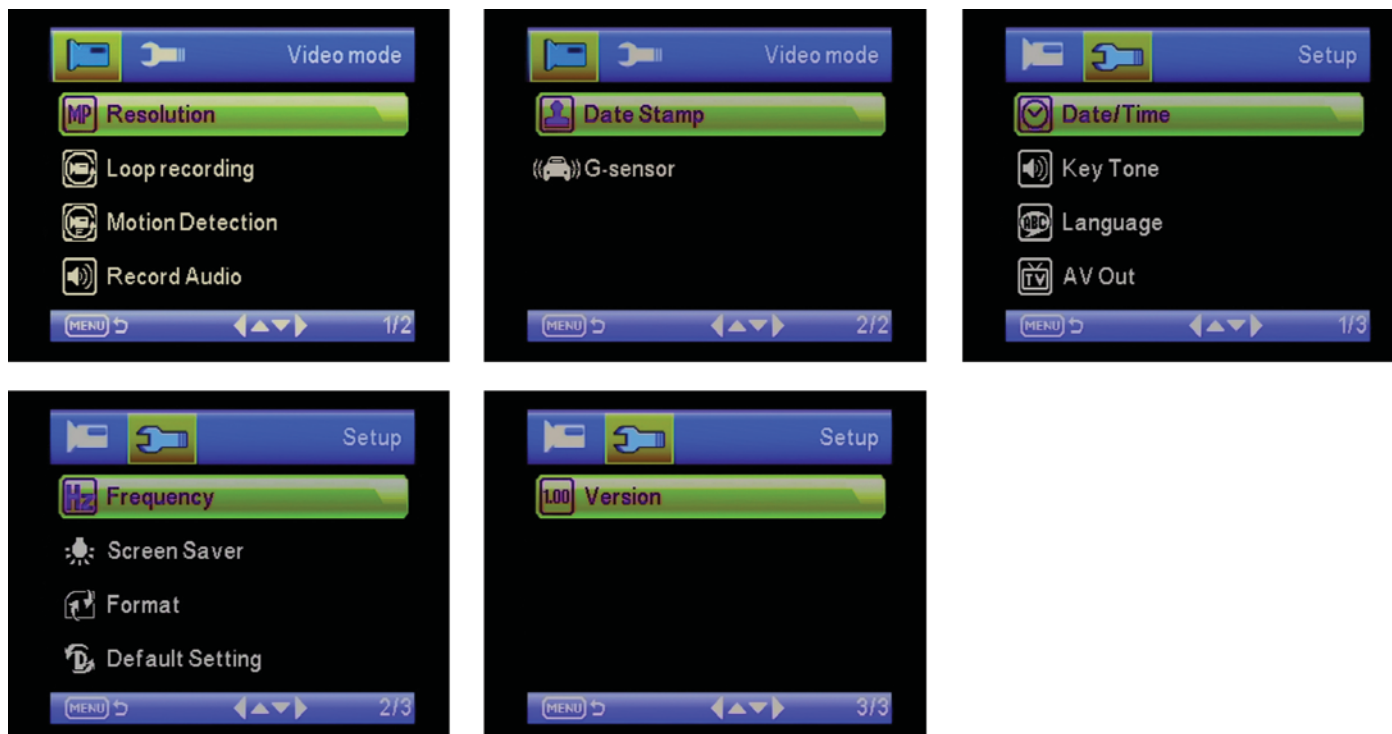 Video mode
MP Resolution
Loop recording
Motion Detection
Record Audio
MENU 1/2
Video mode
Date Stamp
G-sensor
MENU 2/2
Setup
Date/Time
Key Tone
ABC Language
TV AV Out
MENU 1/3
Setup
Hz Frequency
Screen Saver
Format
D Default Setting
MENU 2/3
Setup
1.00 Version
MENU 3/3